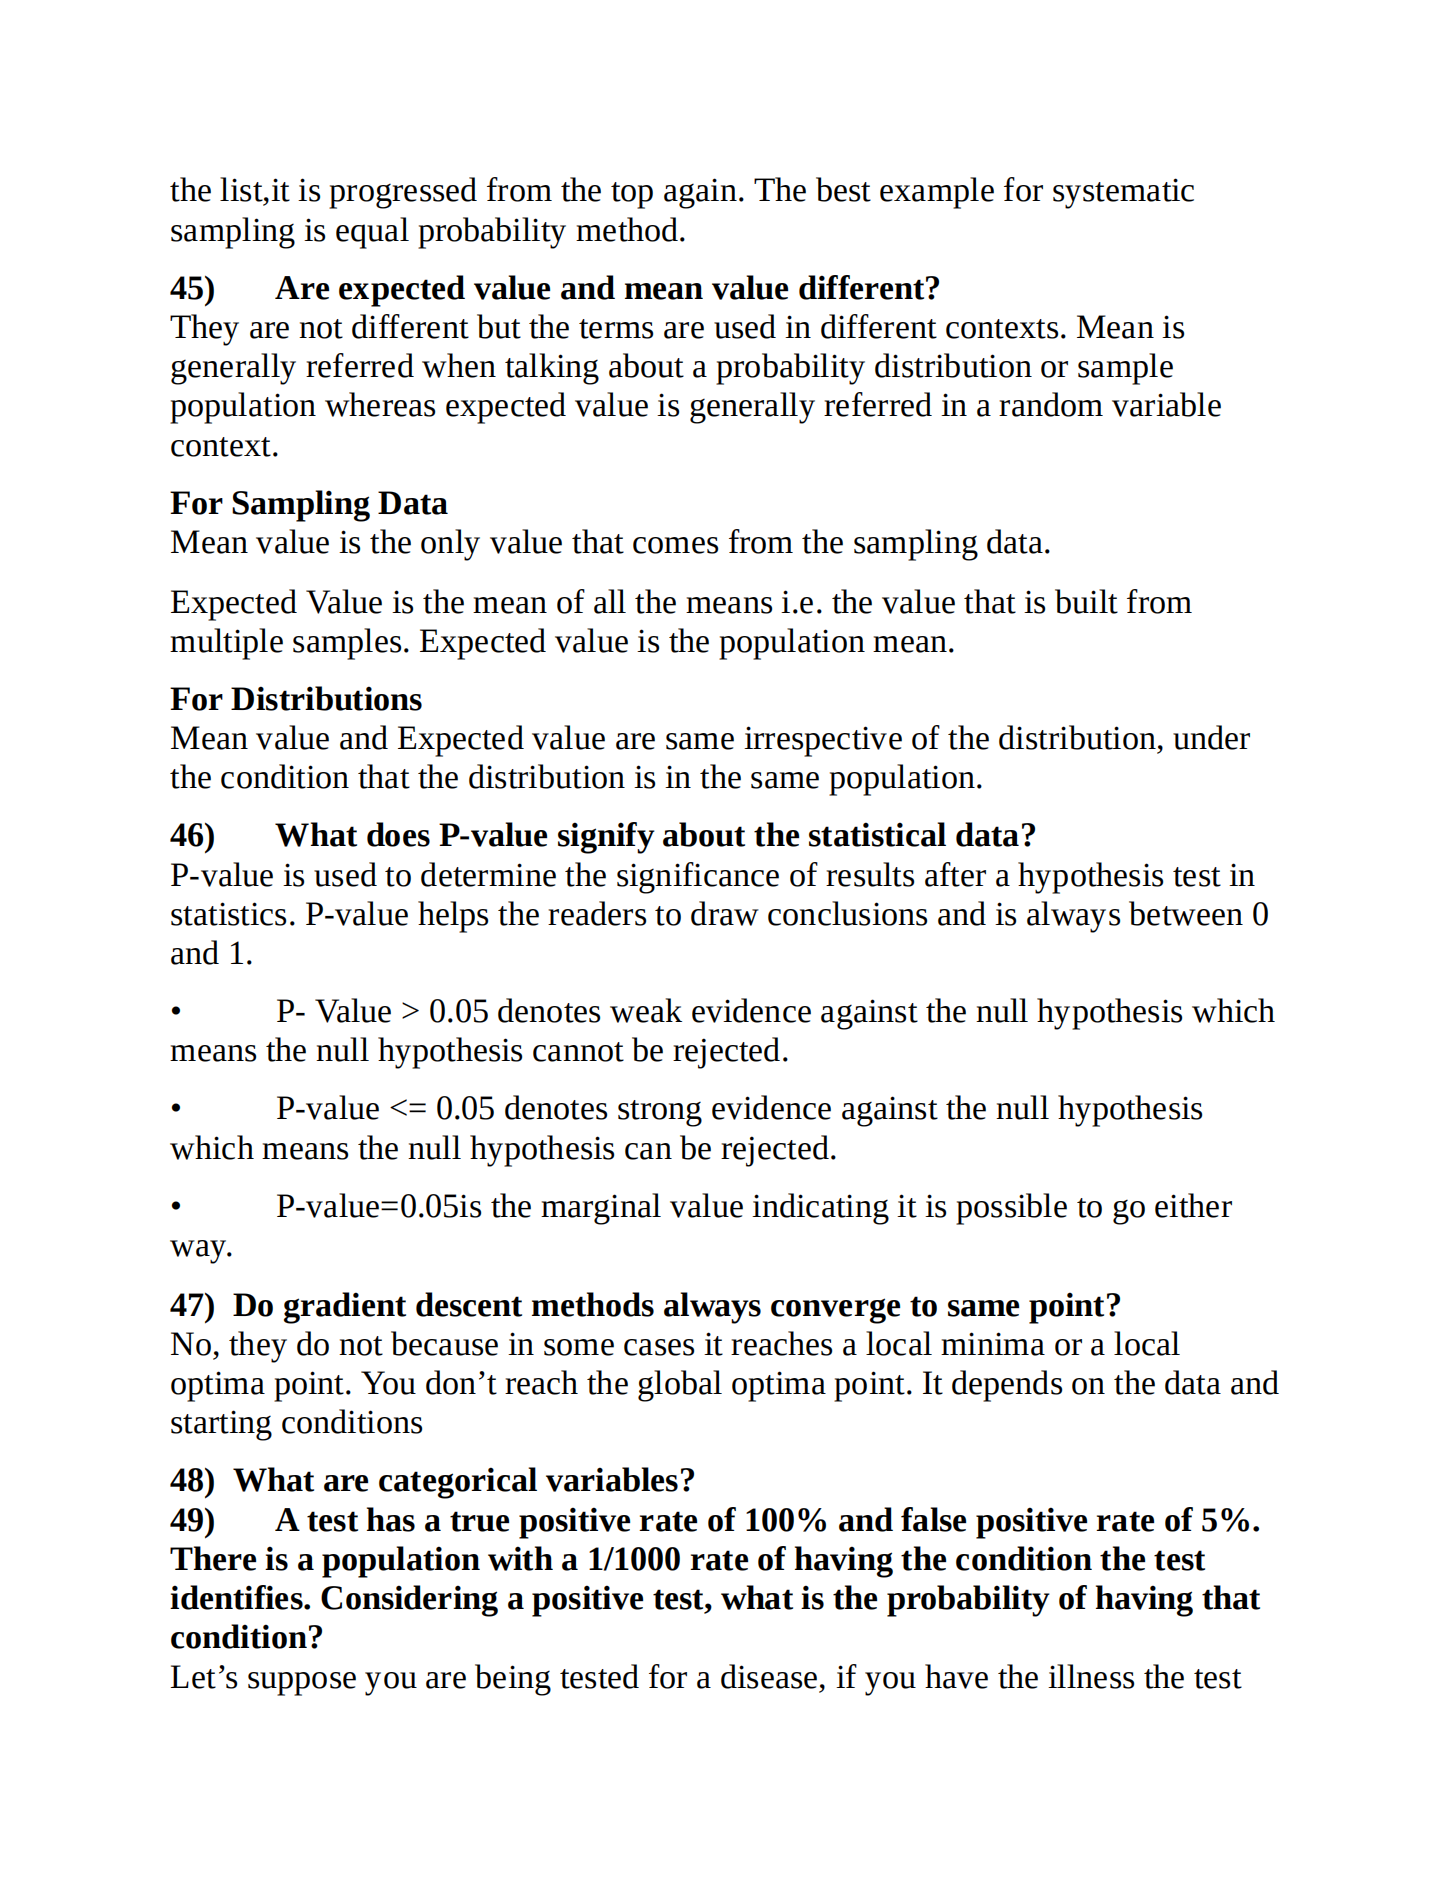 the list,it is progressed from the top again. The best example for systematic
sampling is equal probability method.
45) Are expected value and mean value different?
They are not different but the terms are used in different contexts. Mean is
generally referred when talking about a probability distribution or sample
population whereas expected value is generally referred in a random variable
context.
For Sampling Data
Mean value is the only value that comes from the sampling data.
Expected Value is the mean of all the means i.e. the value that is built from
multiple samples. Expected value is the population mean.
For Distributions
Mean value and Expected value are same irrespective of the distribution, under
the condition that the distribution is in the same population.
46) What does P-value signify about the statistical data?
P-value is used to determine the significance of results after a hypothesis test in
statistics. P-value helps the readers to draw conclusions and is always between 0
and 1.
• P- Value > 0.05 denotes weak evidence against the null hypothesis which
means the null hypothesis cannot be rejected.
• P-value <= 0.05 denotes strong evidence against the null hypothesis
which means the null hypothesis can be rejected.
• P-value=0.05is the marginal value indicating it is possible to go either
way.
47) Do gradient descent methods always converge to same point?
No, they do not because in some cases it reaches a local minima or a local
optima point. You don’t reach the global optima point. It depends on the data and
starting conditions
48) What are categorical variables?
49) A test has a true positive rate of 100% and false positive rate of 5%.
There is a population with a 1/1000 rate of having the condition the test
identifies. Considering a positive test, what is the probability of having that
condition?
Let’s suppose you are being tested for a disease, if you have the illness the test